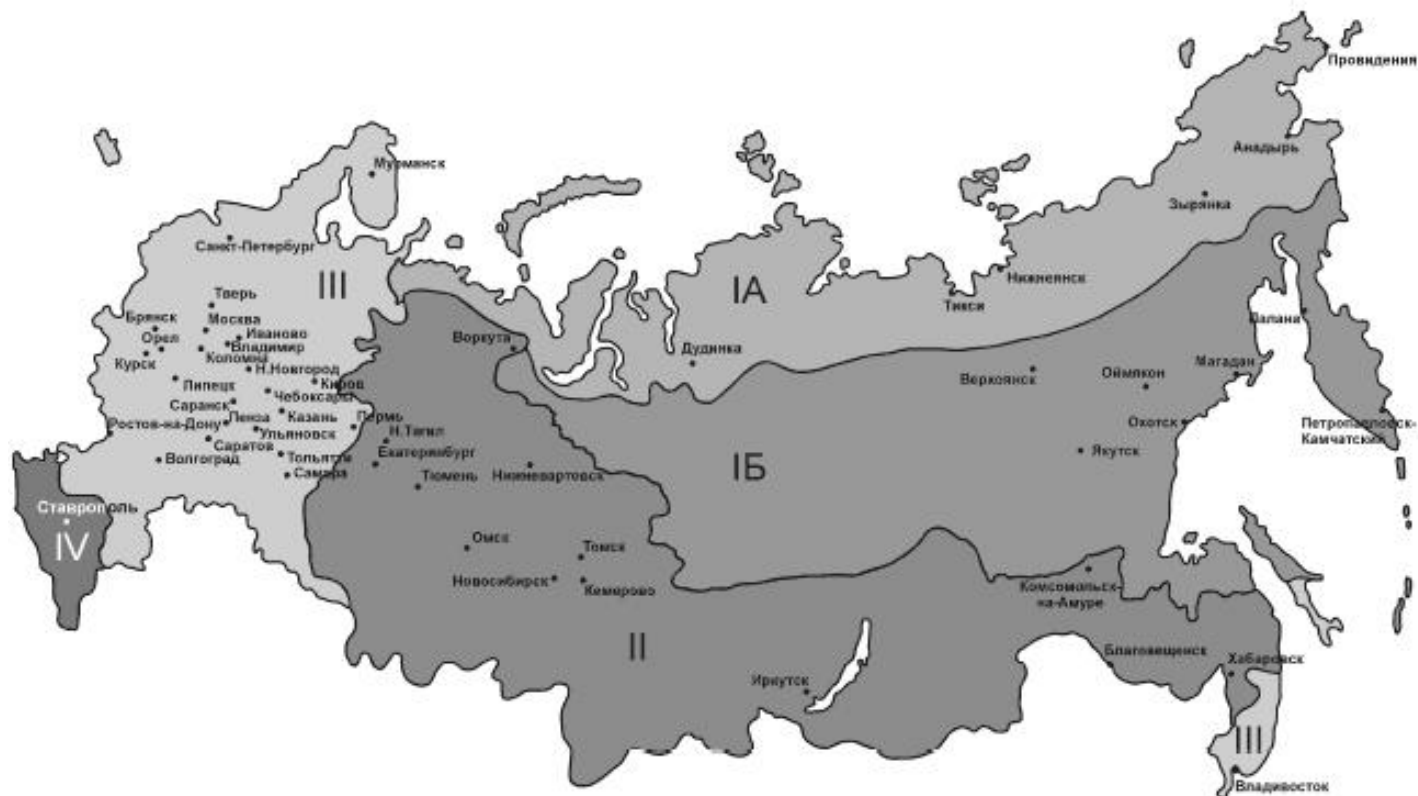 Провидения
Анадырь
Мурманск
Зырянка
Санкт-Петербург
III
IА
Нижнеянск
Тикси
Тверь
Брянск
Москва
Иваново
Орел
Владимир
Воркута
Палана
Курск
Коломна
Дудинка
Магадан
Н.Новгород
Верхоянск
Оймякон
Липецк
Киров
Чебоксары
Саранск
Казань
Пермь
Ростов-на-Дону
Пенза
Охотск
Петропавловск-
Камчатский
Ульяновск
Н.Тагил
Саратов
Екатеринбург
Якутск
Волгоград
Тольятти
IБ
Самара
Тюмень
Нижневартовск
Ставрополь
IV
Омск
Томск
Новосибирск
Кемерово
Комсомольск-
на-Амуре
II
Благовещенск
Хабаровск
Иркутск
III
Владивосток